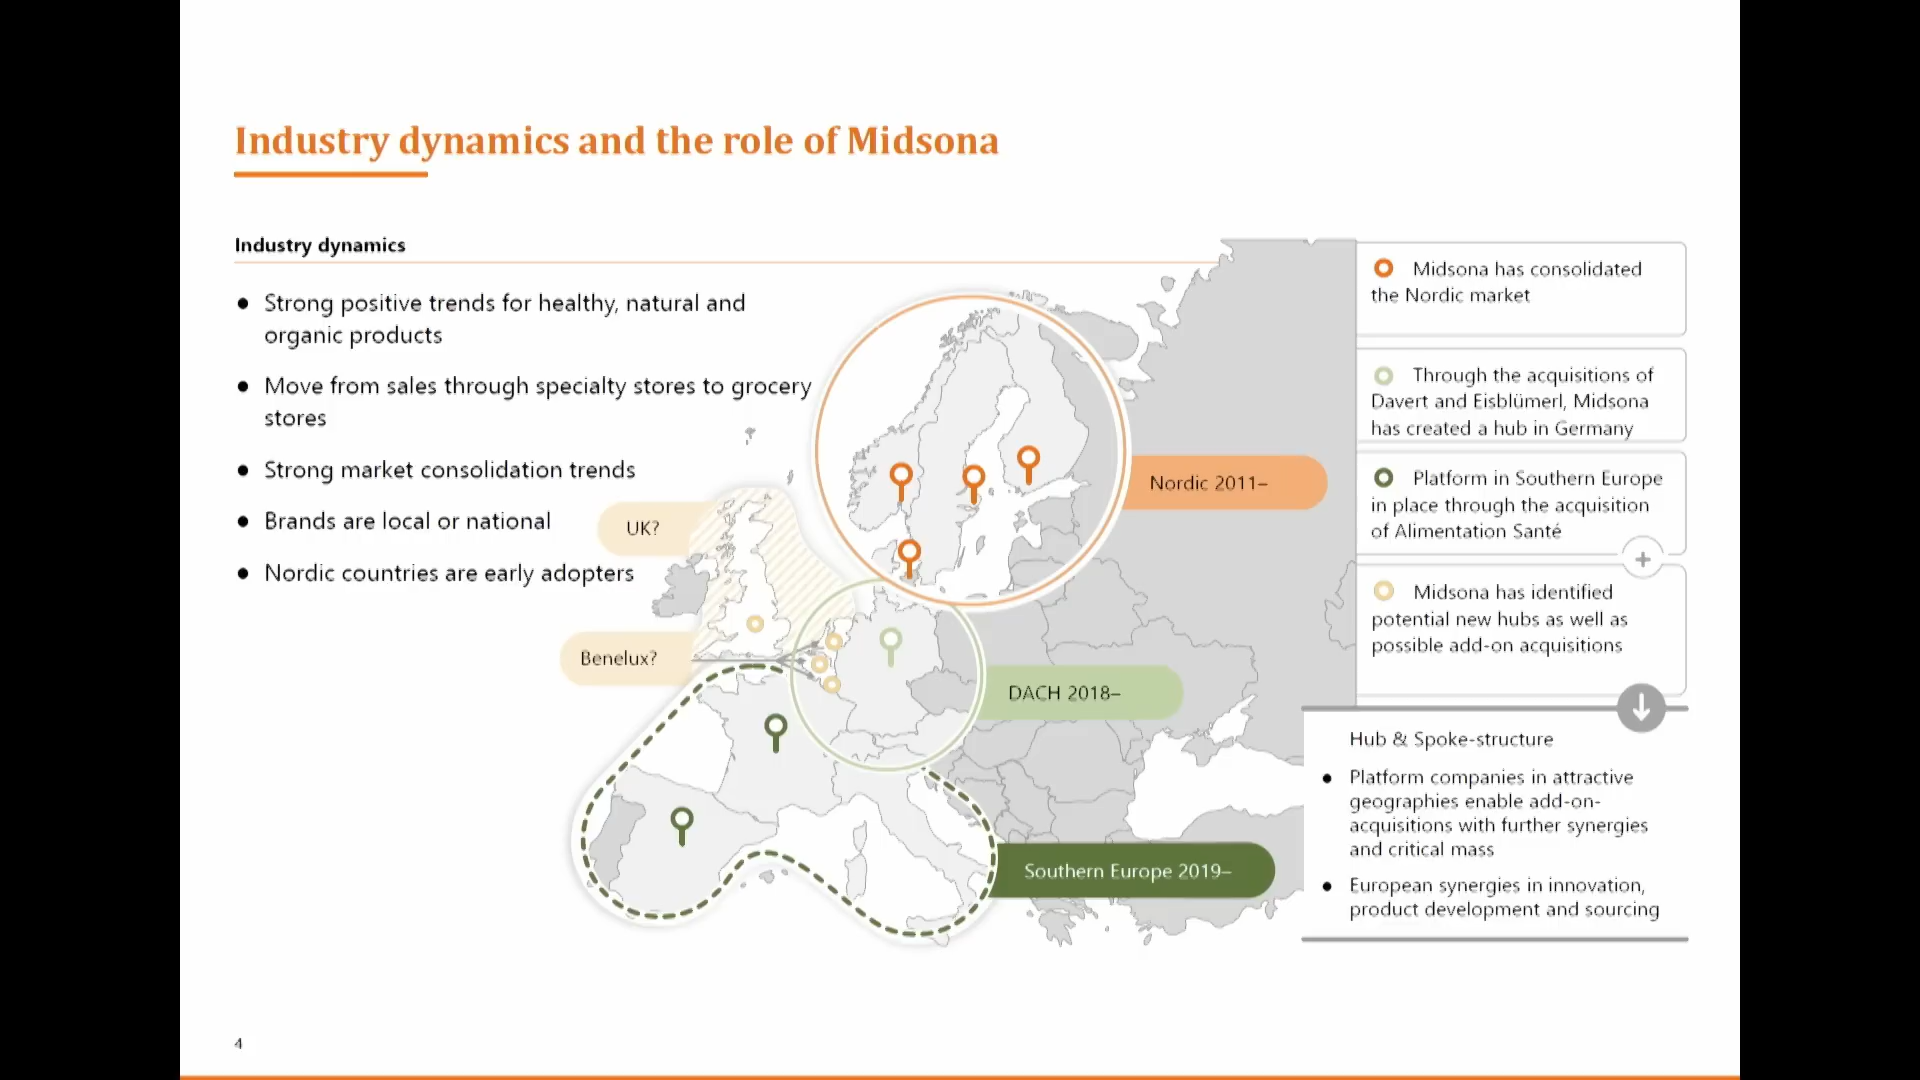 Industry dynamics and the role of Midsona
Industry dynamics
● Strong positive trends for healthy, natural and
organic products
● Move from sales through specialty stores to grocery
stores
● Strong market consolidation trends
● Brands are local or national
● Nordic countries are early adopters
UK?
Benelux?
Nordic 2011–
DACH 2018–
Southern Europe 2019–
Midsona has consolidated
the Nordic market
Through the acquisitions of
Davert and Eisblümerl, Midsona
has created a hub in Germany
Platform in Southern Europe
in place through the acquisition
of Alimentation Santé
+
Midsona has identified
potential new hubs as well as
possible add-on acquisitions
Hub & Spoke-structure
● Platform companies in attractive
geographies enable add-on-
acquisitions with further synergies
and critical mass
● European synergies in innovation,
product development and sourcing
4